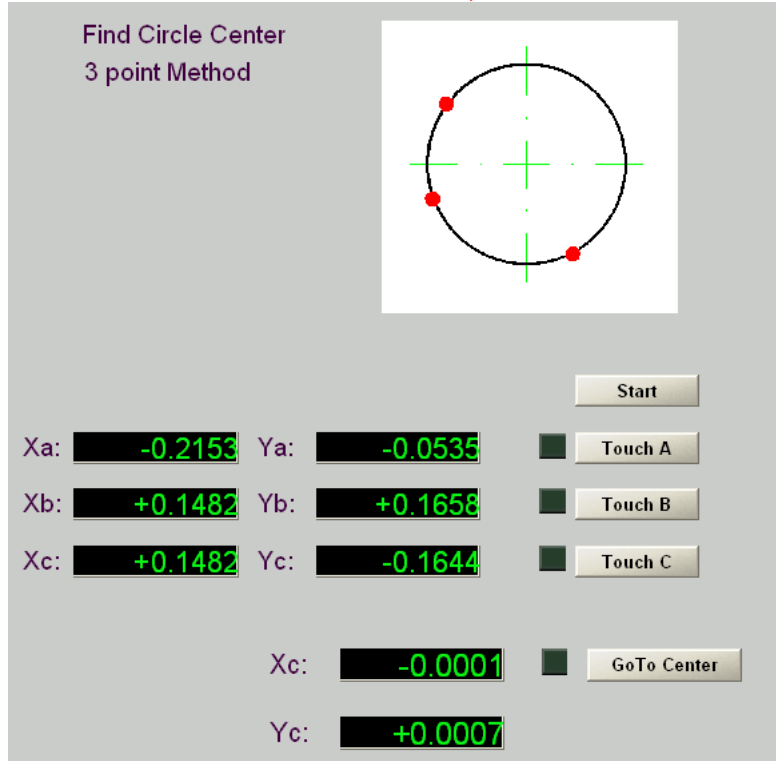 Find Circle Center
3 point Method
Start
Xa: -0.2153 Ya: -0.0535 Touch A
Xb: +0.1482 Yb: +0.1658 Touch B
Xc: +0.1482 Yc: -0.1644 Touch C
Xc: -0.0001 GoTo Center
Yc: +0.0007